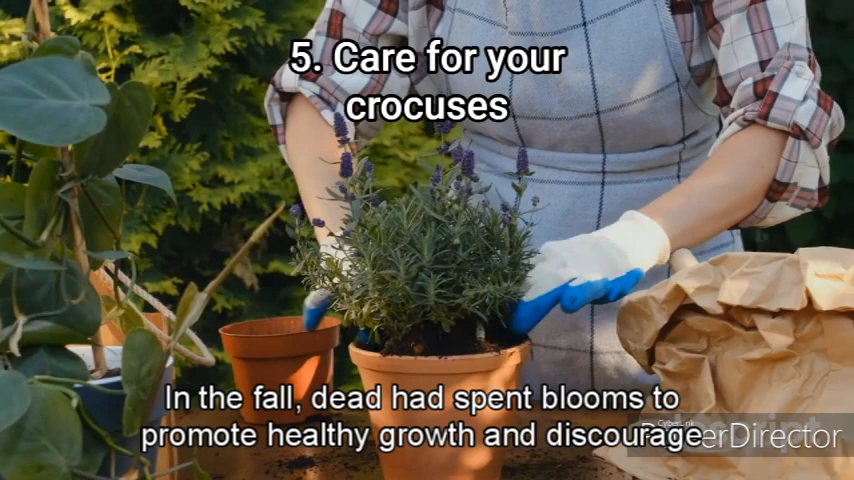 5. Care for your
crocuses
In the fall, dead had spent blooms to
promote healthy growth and discourage
CyberLink
PowerDirector